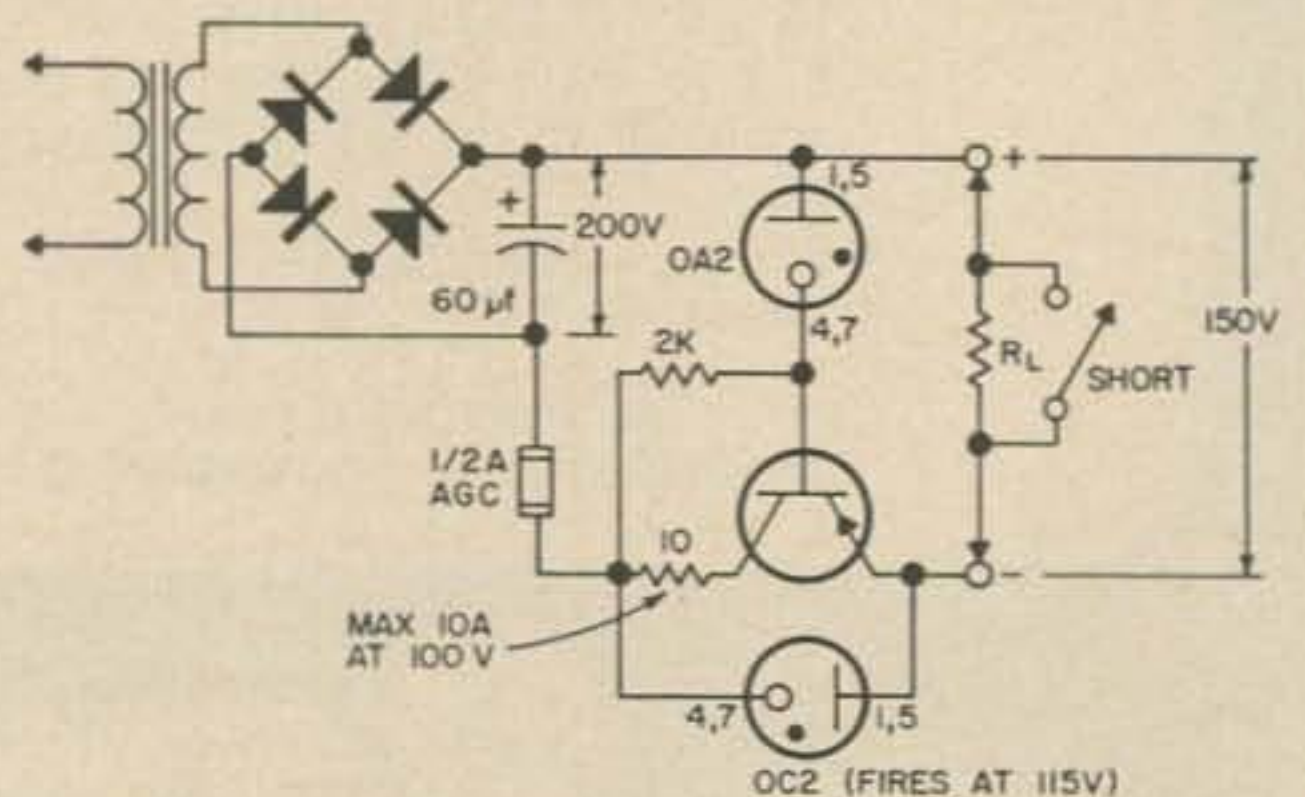 +
200V
60 µf
1,5
OA2
4,7
+
RL
SHORT
150V
2K
1/2A
AGC
10
MAX 10A
AT 100V
-
4,7
1,5
OC2 (FIRES AT 115V)